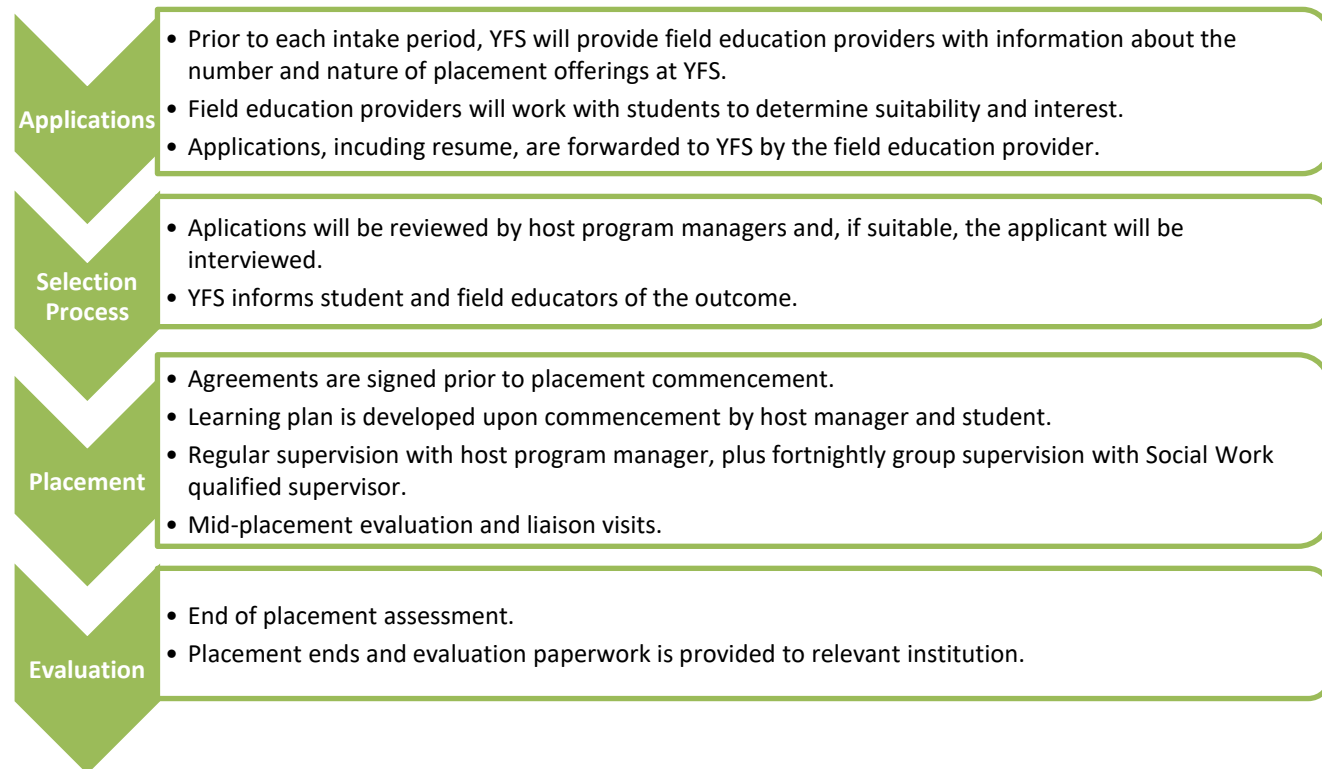 Applications
• Prior to each intake period, YFS will provide field education providers with information about the
number and nature of placement offerings at YFS.
• Field education providers will work with students to determine suitability and interest.
• Applications, incuding resume, are forwarded to YFS by the field education provider.
Selection
Process
• Aplications will be reviewed by host program managers and, if suitable, the applicant will be
interviewed.
• YFS informs student and field educators of the outcome.
Placement
• Agreements are signed prior to placement commencement.
• Learning plan is developed upon commencement by host manager and student.
• Regular supervision with host program manager, plus fortnightly group supervision with Social Work
qualified supervisor.
• Mid-placement evaluation and liaison visits.
Evaluation
• End of placement assessment.
• Placement ends and evaluation paperwork is provided to relevant institution.